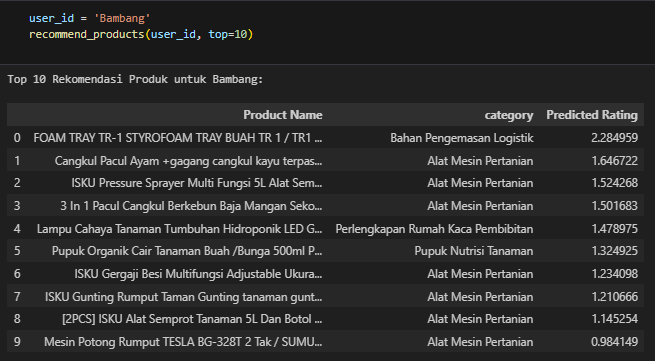 user_id = 'Bambang'
recommend_products(user_id, top=10)
Top 10 Rekomendasi Produk untuk Bambang:
Product Name category Predicted Rating
0 FOAM TRAY TR-1 STYROFOAM TRAY BUAH TR 1 / TR1 ... Bahan Pengemasan Logistik 2.284959
1 Cangkul Pacul Ayam +gagang cangkul kayu terpas... Alat Mesin Pertanian 1.646722
2 ISKU Pressure Sprayer Multi Fungsi 5L Alat Sem... Alat Mesin Pertanian 1.524268
3 3 In 1 Pacul Cangkul Berkebun Baja Mangan Seko... Alat Mesin Pertanian 1.501683
4 Lampu Cahaya Tanaman Tumbuhan Hidroponik LED G... Perlengkapan Rumah Kaca Pembibitan 1.478975
5 Pupuk Organik Cair Tanaman Buah /Bunga 500ml P... Pupuk Nutrisi Tanaman 1.324925
6 ISKU Gergaji Besi Multifungsi Adjustable Ukura... Alat Mesin Pertanian 1.234098
7 ISKU Gunting Rumput Taman Gunting tanaman gunt... Alat Mesin Pertanian 1.210666
8 [2PCS] ISKU Alat Semprot Tanaman 5L Dan Botol ... Alat Mesin Pertanian 1.145254
9 Mesin Potong Rumput TESLA BG-328T 2 Tak / SUMU... Alat Mesin Pertanian 0.984149